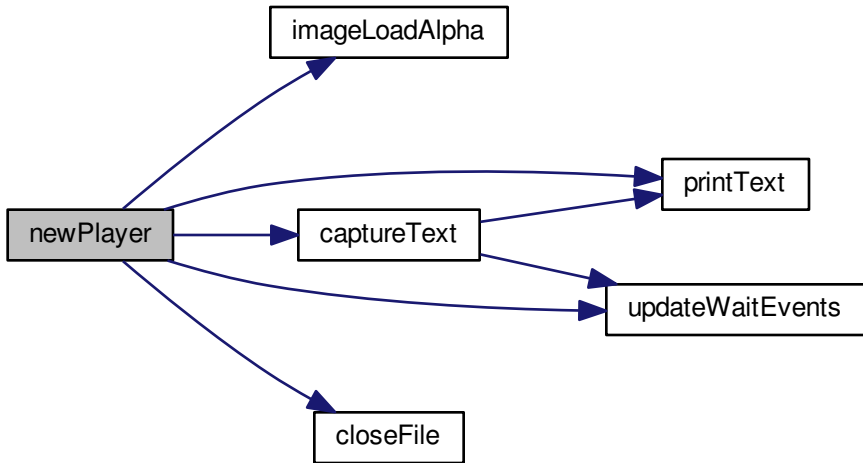 imageLoadAlpha
printText
newPlayer
captureText
updateWaitEvents
closeFile